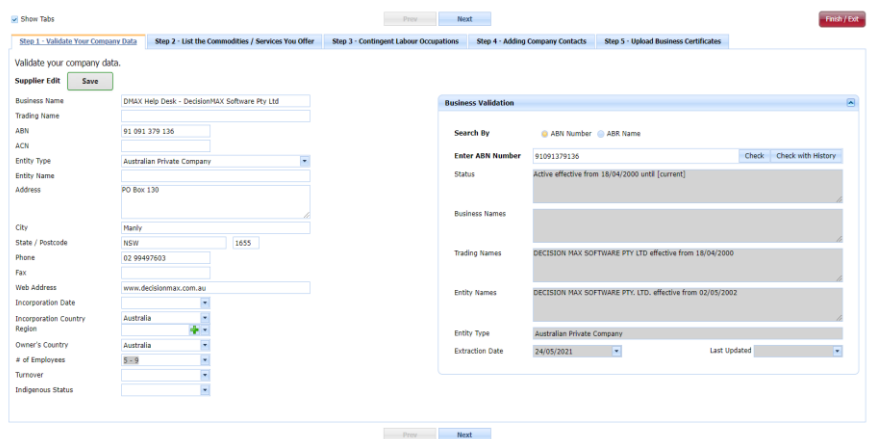 Show Tabs
Prev
Next
Finish / Exit
Step 1 - Validate Your Company Data
Step 2 - List the Commodities / Services You Offer
Step 3 - Contingent Labour Occupations
Step 4 - Adding Company Contacts
Step 5 - Upload Business Certificates
Validate your company data.
Supplier Edit
Save
Business Name
DMAX Help Desk - DecisionMAX Software Pty Ltd
Trading Name
ABN
91 091 379 136
ACN
Entity Type
Australian Private Company
Entity Name
Address
PO Box 130
City
Manly
State / Postcode
NSW
1655
Phone
02 99497603
Fax
Web Address
www.decisionmax.com.au
Incorporation Date
Incorporation Country
Australia
Region
Owner's Country
Australia
# of Employees
5 - 9
Turnover
Indigenous Status
Business Validation
Search By
ABN Number
ABR Name
Enter ABN Number
91091379136
Check
Check with History
Status
Active effective from 18/04/2000 until [current]
Business Names
Trading Names
DECISION MAX SOFTWARE PTY LTD effective from 18/04/2000
Entity Names
DECISION MAX SOFTWARE PTY. LTD. effective from 02/05/2002
Entity Type
Australian Private Company
Extraction Date
24/05/2021
Last Updated
Prev
Next